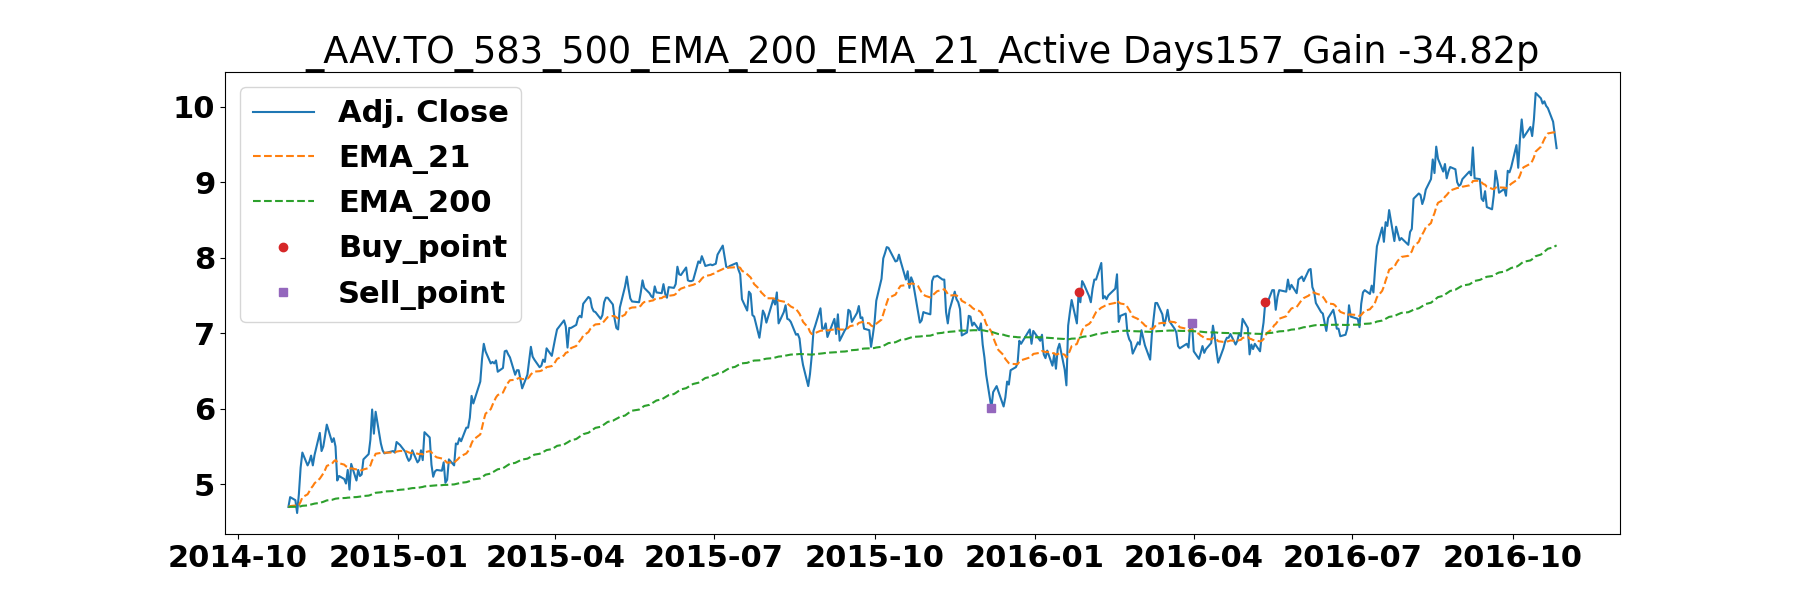 _AAV.TO_583_500_EMA_200_EMA_21_Active Days157_Gain -34.82p
Adj. Close
EMA_21
EMA_200
Buy_point
Sell_point
10
9
8
7
6
5
2014-10 2015-01 2015-04 2015-07 2015-10 2016-01 2016-04 2016-07 2016-10